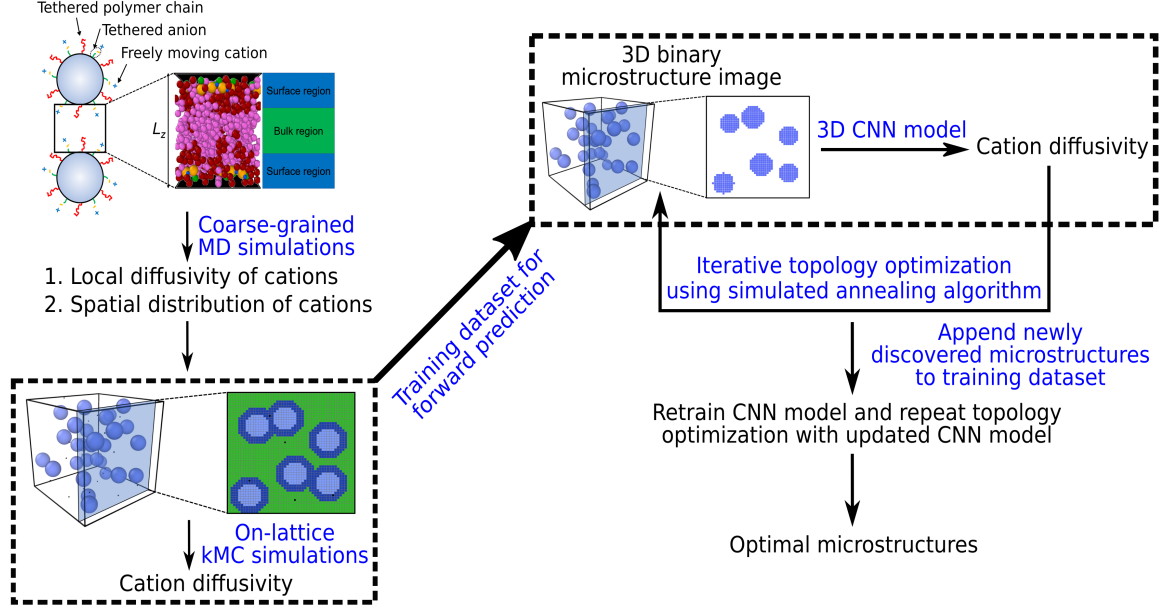 Tethered polymer chain
Tethered anion
Freely moving cation
Lz
Surface region
Bulk region
Surface region
Coarse-grained
MD simulations
1. Local diffusivity of cations
2. Spatial distribution of cations
On-lattice
kMC simulations
Cation diffusivity
Training dataset for
forward prediction
3D binary
microstructure image
3D CNN model
Cation diffusivity
Iterative topology optimization
using simulated annealing algorithm
Append newly
discovered microstructures
to training dataset
Retrain CNN model and repeat topology
optimization with updated CNN model
Optimal microstructures